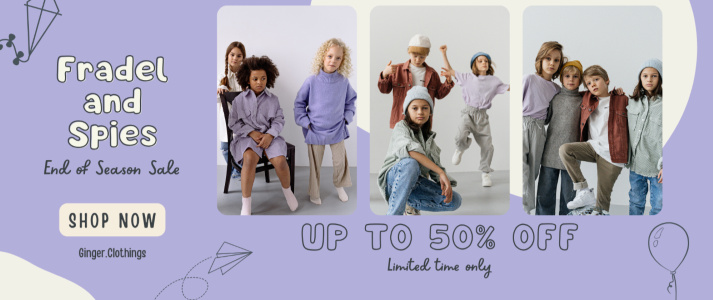 Fradel
and
Spies
End of Season Sale
SHOP NOW
Ginger.Clothings
UP TO 50% OFF
Limited time only